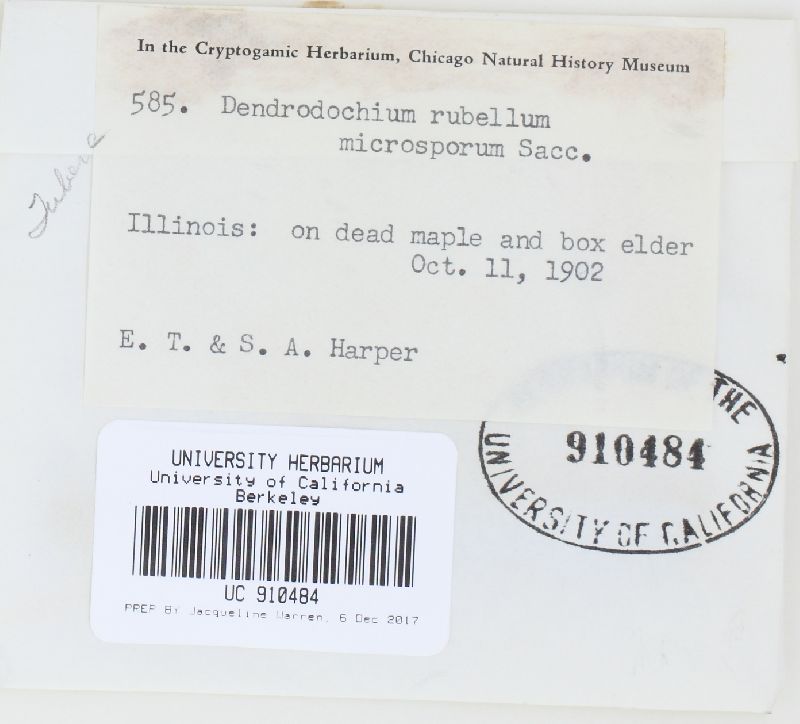 In the Cryptogamic Herbarium, Chicago Natural History Museum
585. Dendrodochium rubellum
microsporum Sacc.
Illinois: on dead maple and box elder
Oct. 11, 1902
E. T. & S. A. Harper
THE
910484
UNIVERSITY OF CALIFORNIA
UNIVERSITY HERBARIUM
University of California
Berkeley
UC 910484
PREP BY Jacqueline Warren, 6 Dec 2017